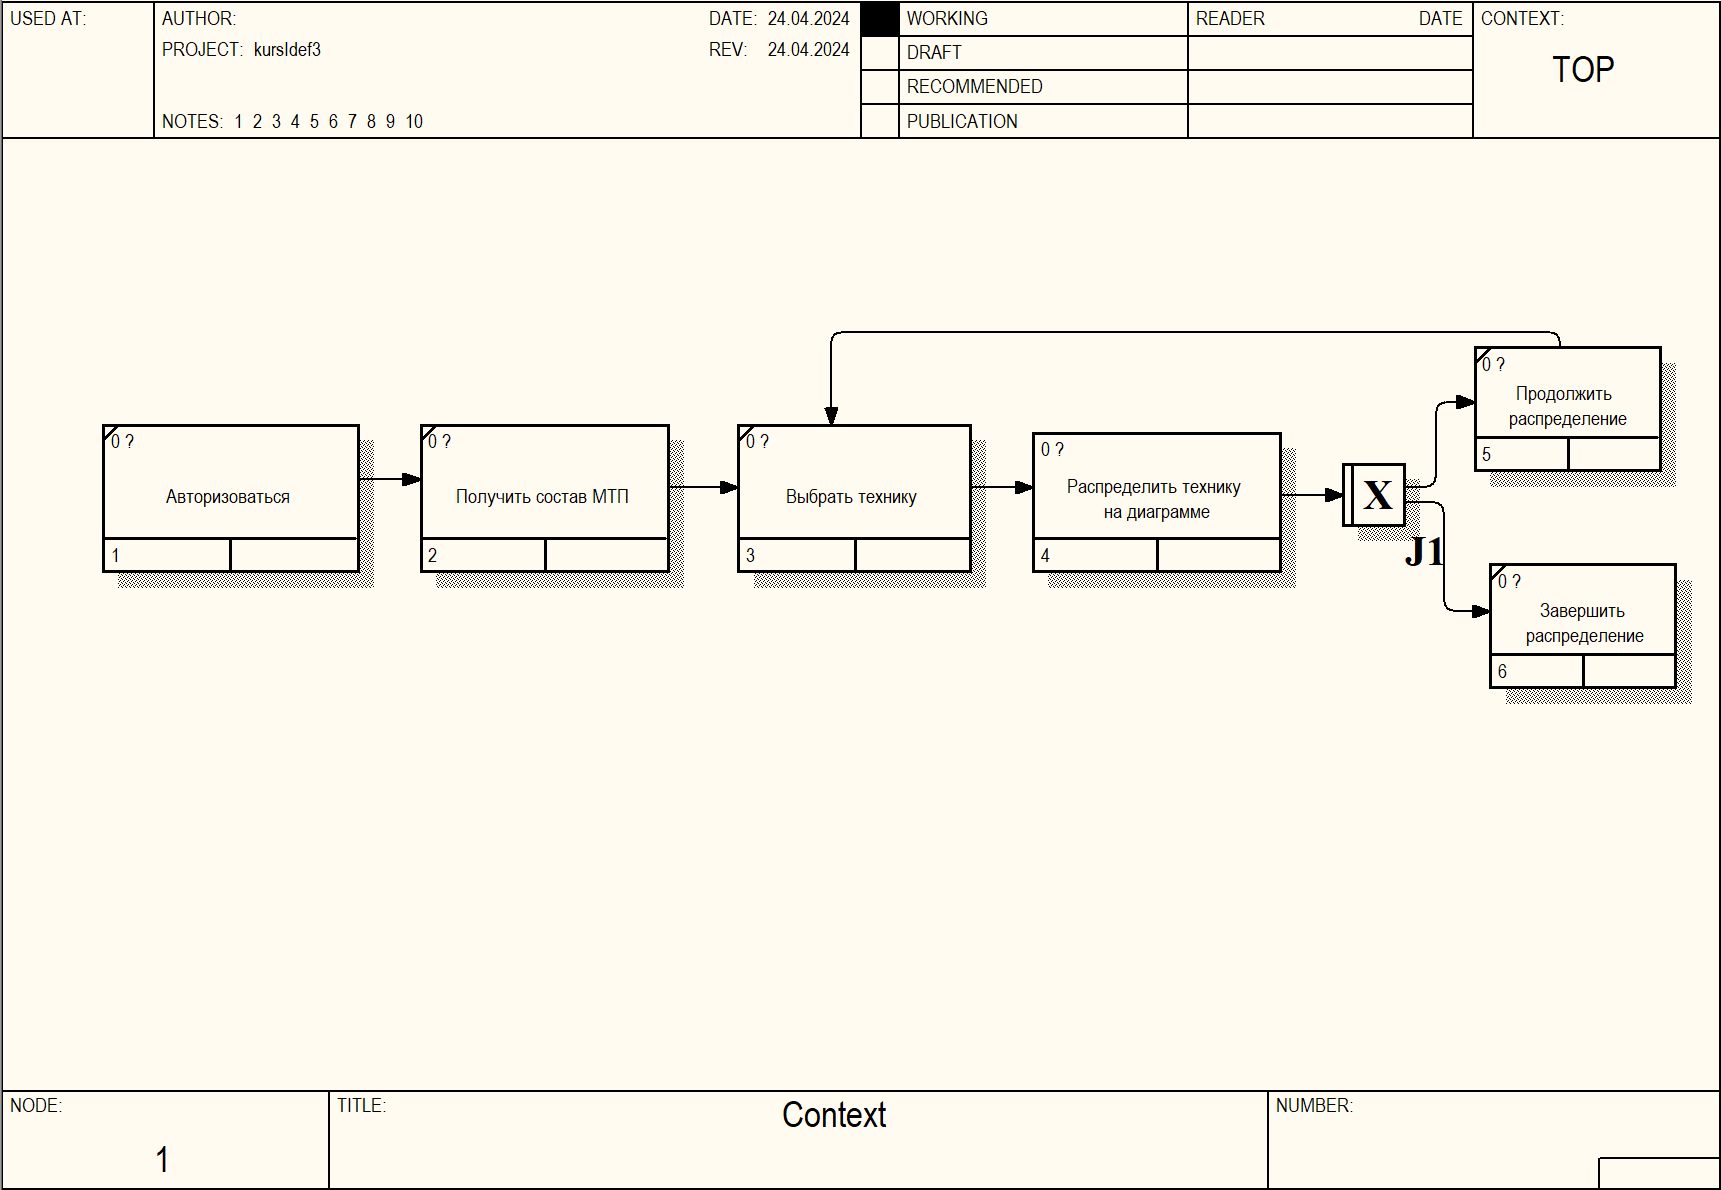 USED AT:
AUTHOR:
DATE: 24.04.2024
PROJECT: kursIdef3
REV: 24.04.2024
NOTES: 1 2 3 4 5 6 7 8 9 10
WORKING
DRAFT
RECOMMENDED
PUBLICATION
READER DATE
CONTEXT:
TOP
0 ?
Авторизоваться
1
0 ?
Получить состав МТП
2
0 ?
Выбрать технику
3
0 ?
Распределить технику
на диаграмме
4
X
J1
0 ?
Продолжить
распределение
5
0 ?
Завершить
распределение
6
NODE:
1
TITLE:
Context
NUMBER: